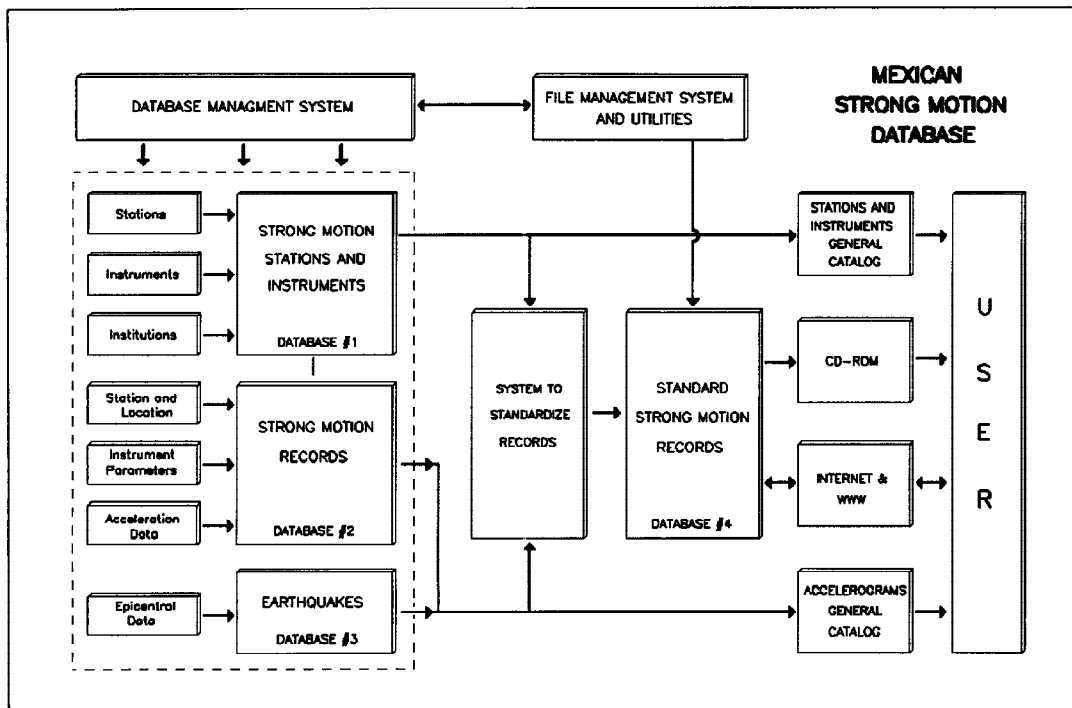 MEXICAN
STRONG MOTION
DATABASE
DATABASE MANAGMENT SYSTEM
FILE MANAGEMENT SYSTEM
AND UTILITIES
Stations
Instruments
Institutions
STRONG MOTION
STATIONS AND
INSTRUMENTS
DATABASE #1
Station and
Location
Instrument
Parameters
Acceleration
Data
STRONG MOTION
RECORDS
DATABASE #2
Epicentral
Data
EARTHQUAKES
DATABASE #3
SYSTEM TO
STANDARDIZE
RECORDS
STANDARD
STRONG MOTION
RECORDS
DATABASE #4
STATIONS AND
INSTRUMENTS
GENERAL
CATALOG
CD-ROM
INTERNET &
WWW
ACCELEROGRAMS
GENERAL
CATALOG
U
S
E
R